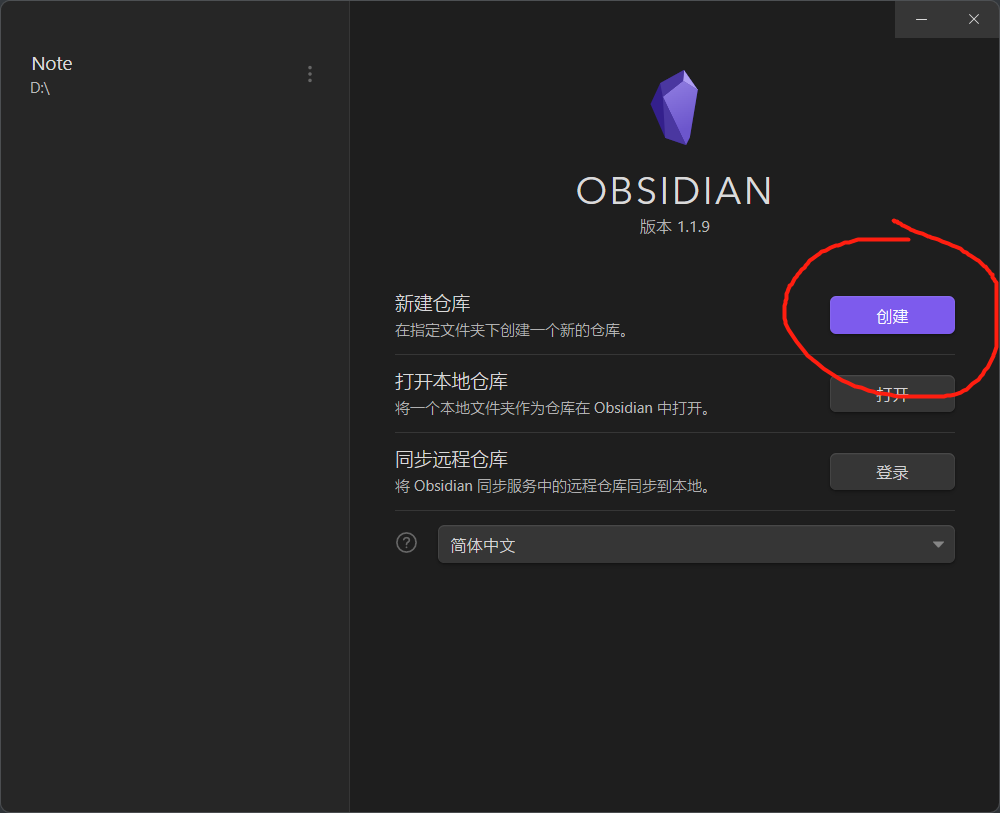 Note
D:\
OBSIDIAN
版本 1.1.9
新建仓库
在指定文件夹下创建一个新的仓库。
创建
打开本地仓库
将一个本地文件夹作为仓库在 Obsidian 中打开。
打开
同步远程仓库
将 Obsidian 同步服务中的远程仓库同步到本地。
登录
?
简体中文